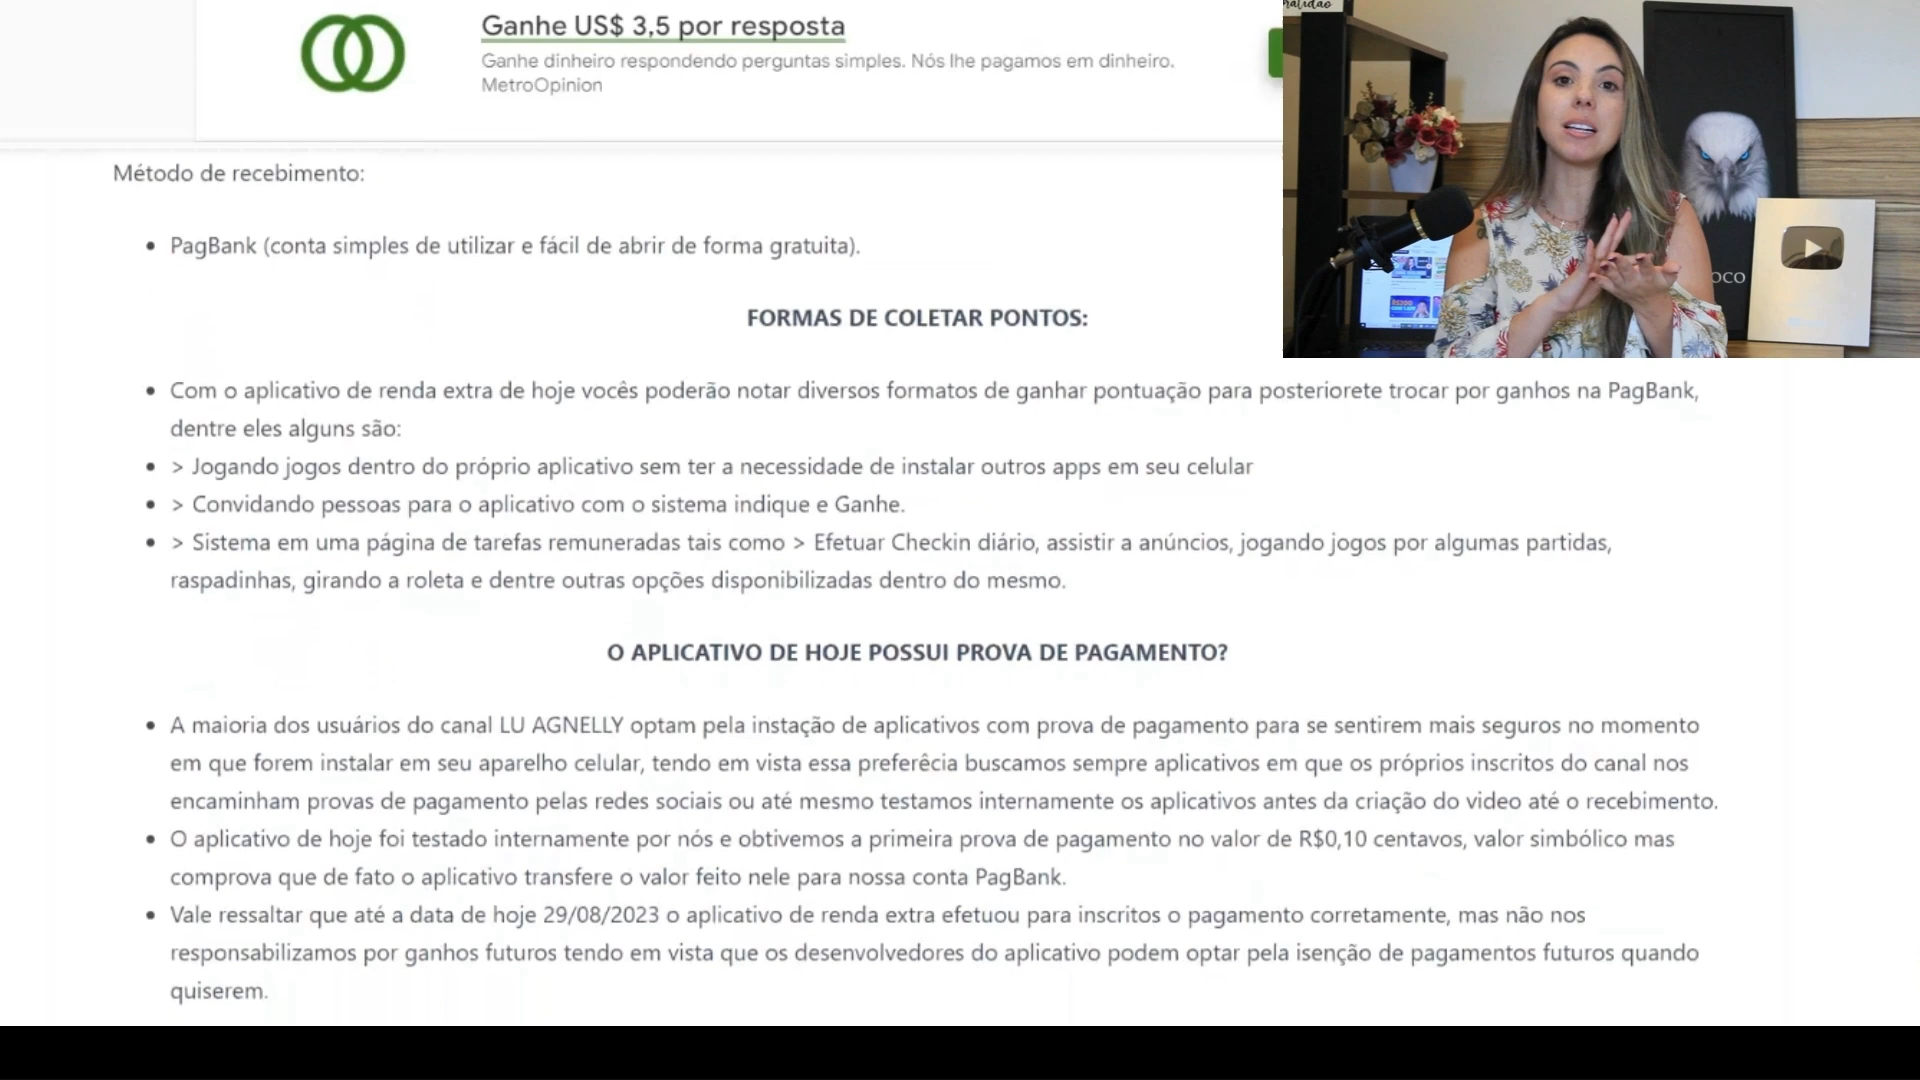 Ganhe US$ 3,5 por resposta
Ganhe dinheiro respondendo perguntas simples. Nós lhe pagamos em dinheiro.
MetroOpinion
Método de recebimento:
PagBank (conta simples de utilizar e fácil de abrir de forma gratuita).
FORMAS DE COLETAR PONTOS:
Com o aplicativo de renda extra de hoje vocês poderão notar diversos formatos de ganhar pontuação para posteriorete trocar por ganhos na PagBank,
dentre eles alguns são:
> Jogando jogos dentro do próprio aplicativo sem ter a necessidade de instalar outros apps em seu celular
> Convidando pessoas para o aplicativo com o sistema indique e Ganhe.
> Sistema em uma página de tarefas remuneradas tais como > Efetuar Checkin diário, assistir a anúncios, jogando jogos por algumas partidas,
raspadinhas, girando a roleta e dentre outras opções disponibilizadas dentro do mesmo.
O APLICATIVO DE HOJE POSSUI PROVA DE PAGAMENTO?
A maioria dos usuários do canal LU AGNELLY optam pela instação de aplicativos com prova de pagamento para se sentirem mais seguros no momento
em que forem instalar em seu aparelho celular, tendo em vista essa preferêcia buscamos sempre aplicativos em que os próprios inscritos do canal nos
encaminham provas de pagamento pelas redes sociais ou até mesmo testamos internamente os aplicativos antes da criação do video até o recebimento.
O aplicativo de hoje foi testado internamente por nós e obtivemos a primeira prova de pagamento no valor de R$0,10 centavos, valor simbólico mas
comprova que de fato o aplicativo transfere o valor feito nele para nossa conta PagBank.
Vale ressaltar que até a data de hoje 29/08/2023 o aplicativo de renda extra efetuou para inscritos o pagamento corretamente, mas não nos
responsabilizamos por ganhos futuros tendo em vista que os desenvolvedores do aplicativo podem optar pela isenção de pagamentos futuros quando
quiserem.